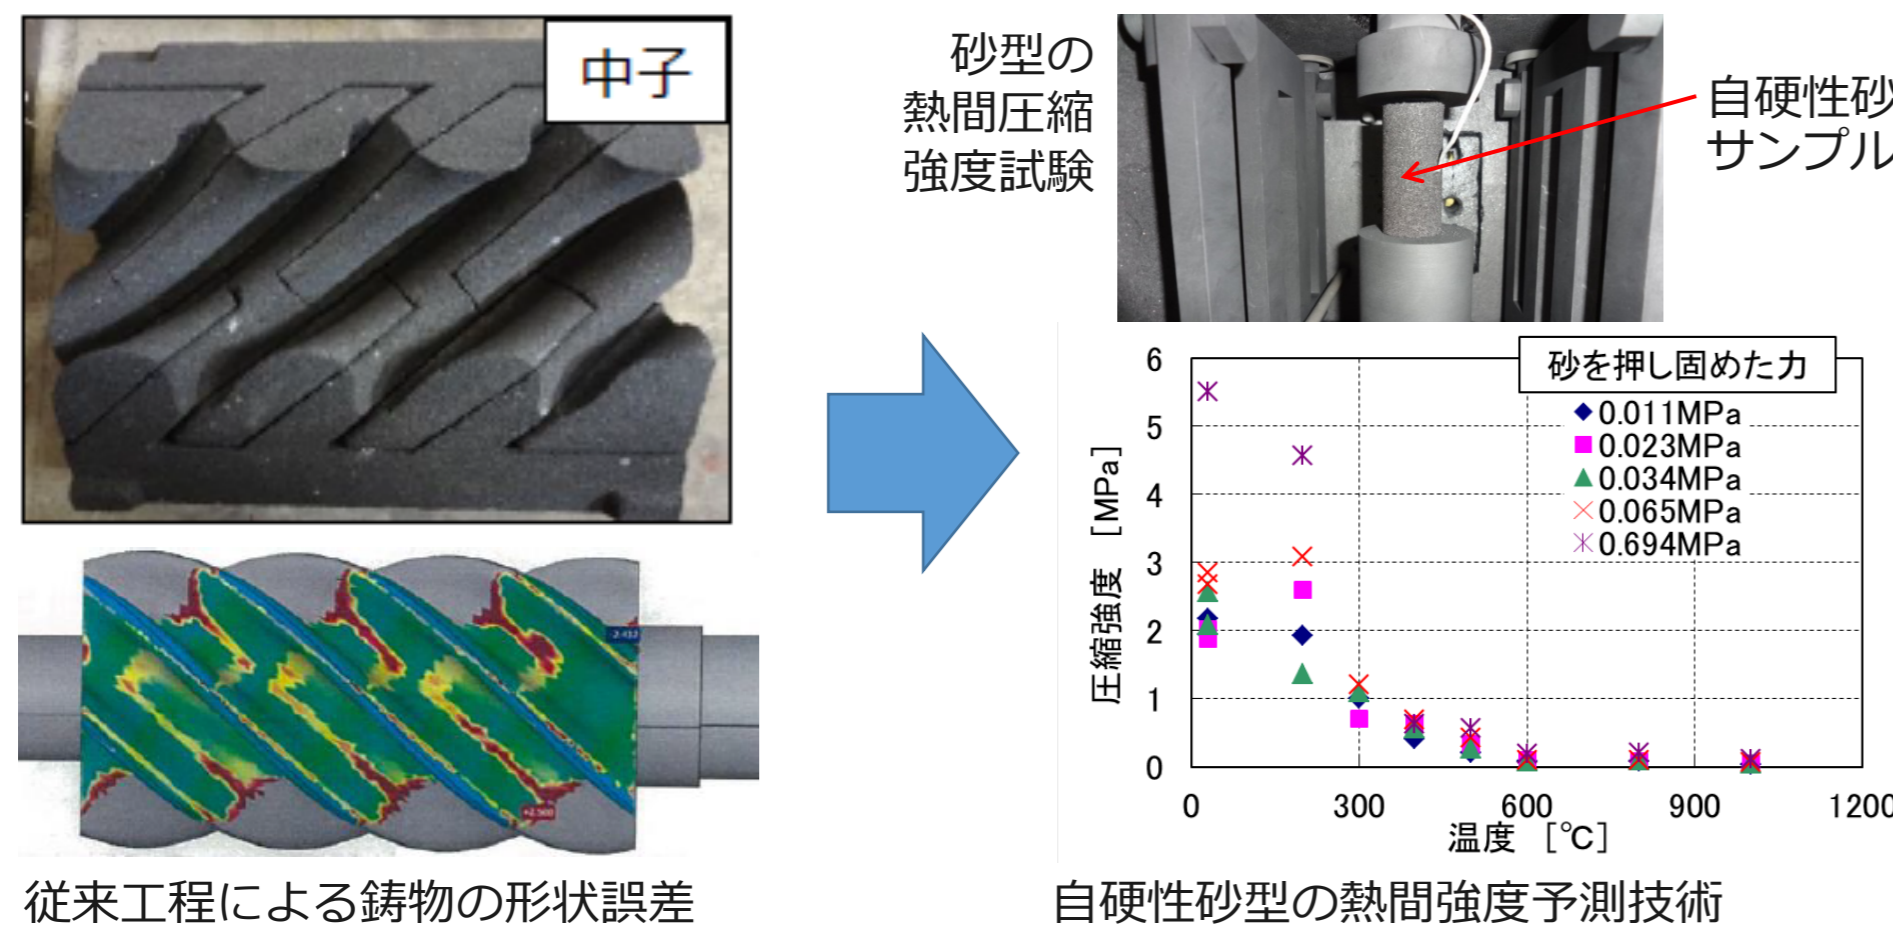 中子
砂型の
熱間圧縮
強度試験
自硬性砂
サンプル
-2.432
+2.500
従来工程による鋳物の形状誤差
砂を押し固めた力
0.011MPa
0.023MPa
0.034MPa
0.065MPa
0.694MPa
圧縮強度 [MPa]
6
5
4
3
2
1
0
0 300 600 900 1200
温度 [℃]
自硬性砂型の熱間強度予測技術